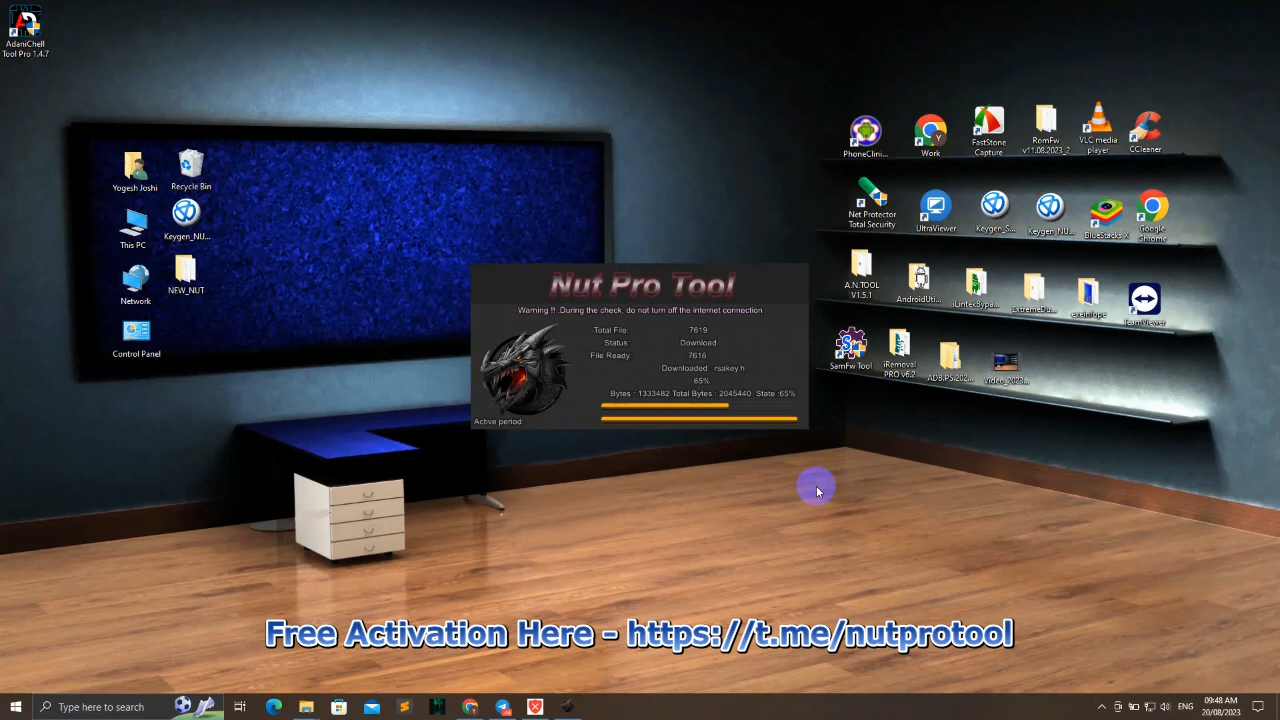 AdaniChell
Tool Pro 1.4.7
Yogesh Joshi
Recycle Bin
This PC
Keygen_NU...
Network
NEW_NUT
Control Panel
PhoneClini...
Work
FastStone
Capture
RomFw
v11.08.2023_2
VLC media
player
CCleaner
Net Protector
Total Security
UltraViewer
Keygen_S...
Keygen_NU...
BlueStacks X
Google
Chrome
A.N.TOOL
V1.5.1
AndroidUti...
iLintekBypa...
ExtremeDu...
exeinfope
TeamViewer
SamFw Tool
iRemoval
PRO v6.2
ADB.PS.202...
Video_2023...
Nut Pro Tool
Warning !! .During the check, do not turn off the internet connection
Total File: 7619
Status: Download
File Ready: 7616
Downloaded rsakey.h
65%
Bytes : 1333482 Total Bytes : 2045440 State :65%
Active period:
Free Activation Here - https://t.me/nutprotool
Type here to search
ENG
09:48 AM
20/08/2023